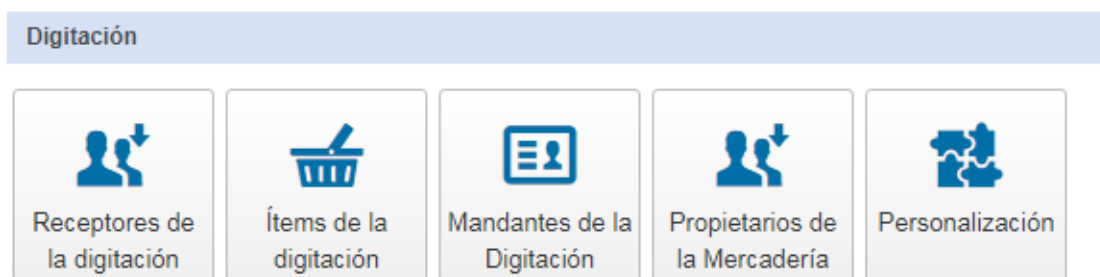 Digitación
Receptores de
la digitación
Ítems de la
digitación
Mandantes de la
Digitación
Propietarios de
la Mercadería
Personalización